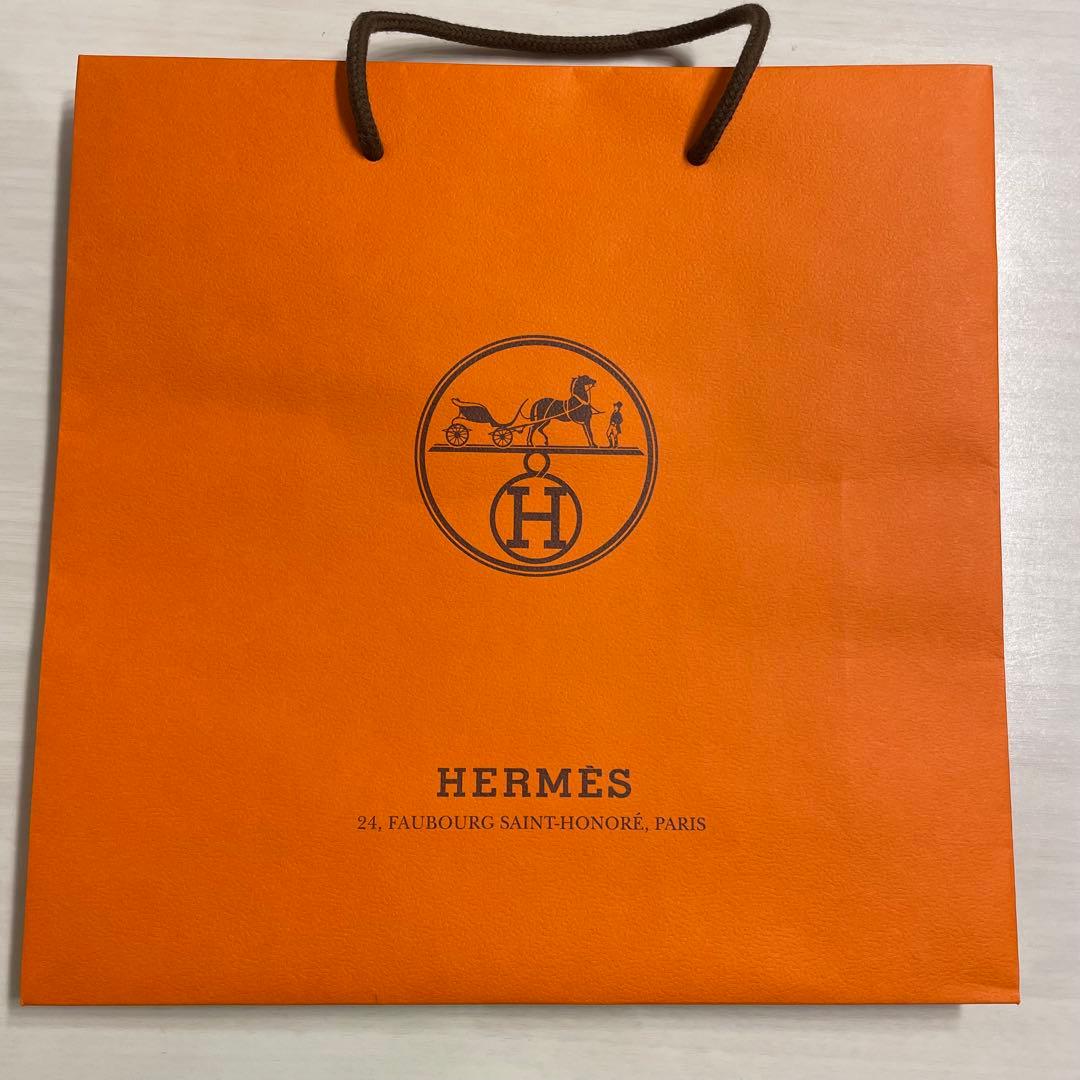 H
HERMÈS
24, FAUBOURG SAINT-HONORÉ, PARIS